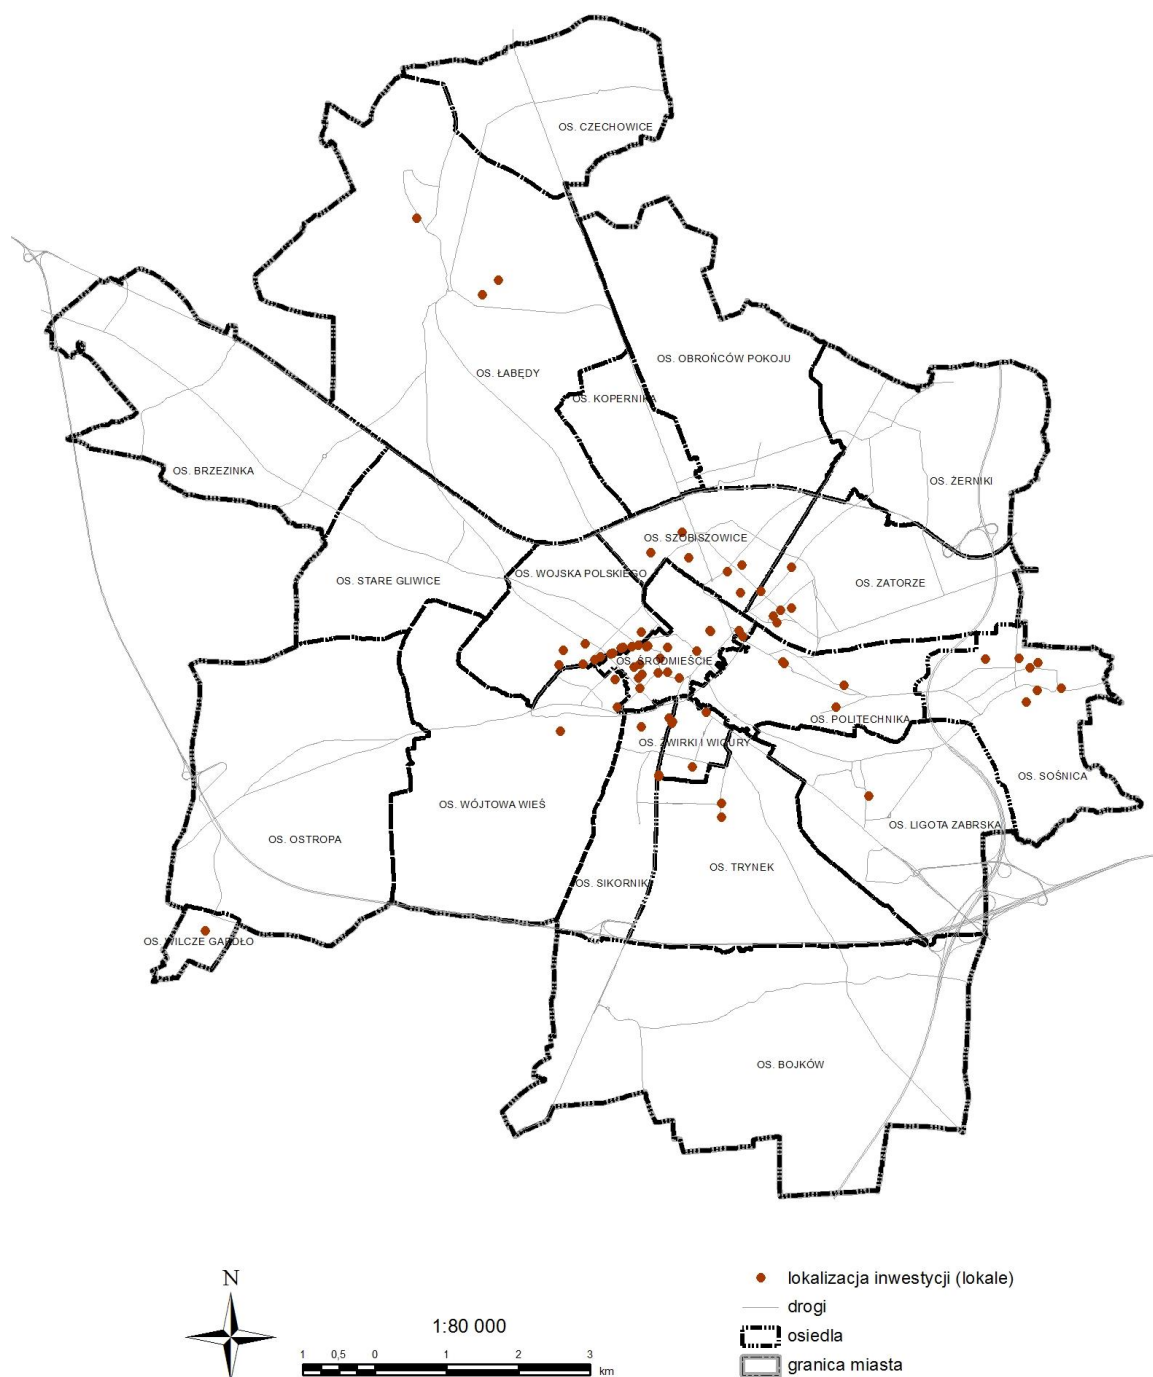 OS. CZECHOWICE
OS. OBROŃCÓW POKOJU
OS. ŁABĘDY
OS. KOPERNIKA
OS. BRZEZINKA
OS. ŻERNIKI
OS. SZOBISZOWICE
OS. WOJSKA POLSKIEGO
OS. STARE GLIWICE
OS. ZATORZE
OS. ŚRÓDMIEŚCIE
OS. POLITECHNIKA
OS. ŻWIRKI I WIGURY
OS. SOŚNICA
OS. WÓJTOWA WIEŚ
OS. LIGOTA ZABRSKA
OS. OSTROPA
OS. TRYNEK
OS. SIKORNIK
OS. WILCZE GARDŁO
OS. BOJKÓW
N
1:80 000
1 0,5 0 1 2 3
km
lokalizacja inwestycji (lokale)
drogi
osiedla
granica miasta